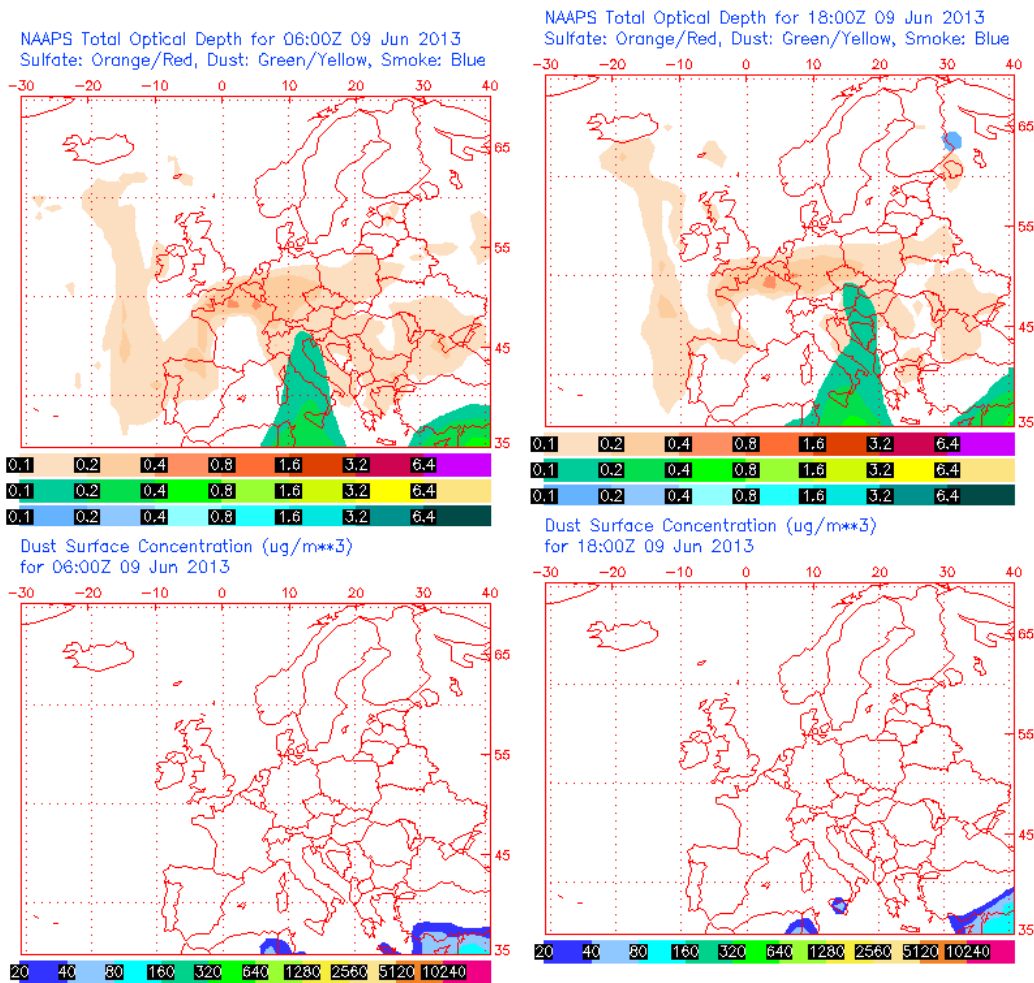 NAAPS Total Optical Depth for 06:00Z 09 Jun 2013
Sulfate: Orange/Red, Dust: Green/Yellow, Smoke: Blue
-30 -20 -10 0 10 20 30 40
65
55
45
35
0.1 0.2 0.4 0.8 1.6 3.2 6.4
0.1 0.2 0.4 0.8 1.6 3.2 6.4
0.1 0.2 0.4 0.8 1.6 3.2 6.4
NAAPS Total Optical Depth for 18:00Z 09 Jun 2013
Sulfate: Orange/Red, Dust: Green/Yellow, Smoke: Blue
-30 -20 -10 0 10 20 30 40
65
55
45
35
0.1 0.2 0.4 0.8 1.6 3.2 6.4
0.1 0.2 0.4 0.8 1.6 3.2 6.4
0.1 0.2 0.4 0.8 1.6 3.2 6.4
Dust Surface Concentration (ug/m**3)
for 06:00Z 09 Jun 2013
-30 -20 -10 0 10 20 30 40
65
55
45
35
20 40 80 160 320 640 1280 2560 5120 10240
Dust Surface Concentration (ug/m**3)
for 18:00Z 09 Jun 2013
-30 -20 -10 0 10 20 30 40
65
55
45
35
20 40 80 160 320 640 1280 2560 5120 10240